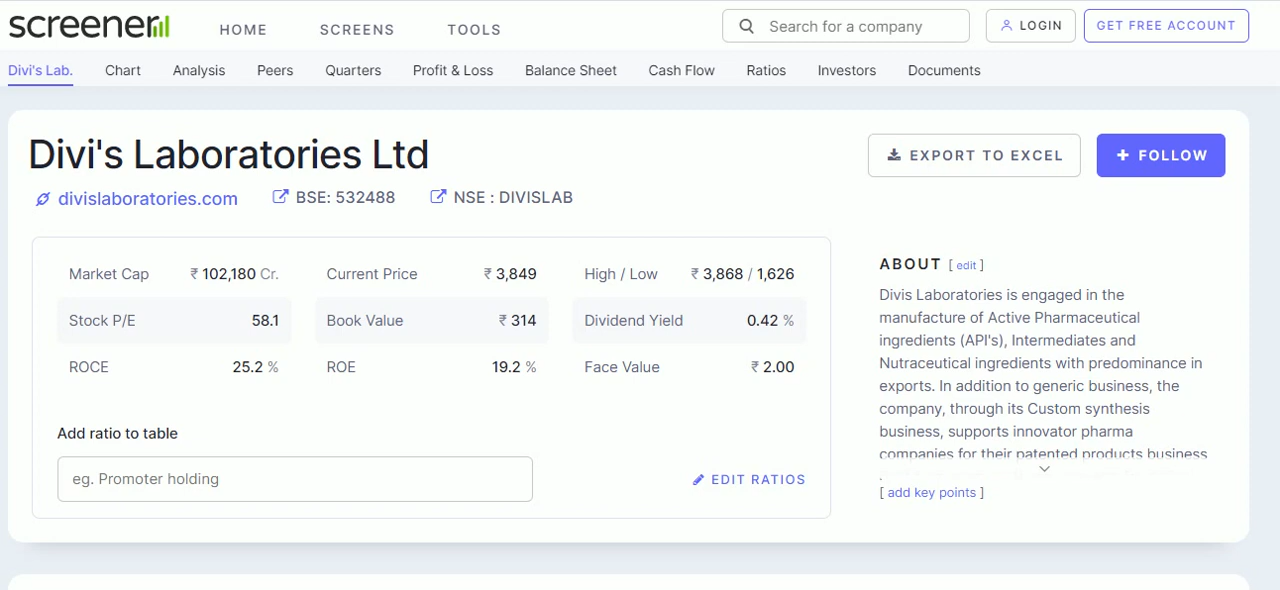 screener
HOME SCREENS TOOLS
Search for a company
LOGIN
GET FREE ACCOUNT
Divi's Lab. Chart Analysis Peers Quarters Profit & Loss Balance Sheet Cash Flow Ratios Investors Documents
Divi's Laboratories Ltd
EXPORT TO EXCEL
+ FOLLOW
divislaboratories.com BSE: 532488 NSE : DIVISLAB
Market Cap ₹ 102,180 Cr. Current Price ₹ 3,849 High / Low ₹ 3,868 / 1,626
Stock P/E 58.1 Book Value ₹ 314 Dividend Yield 0.42 %
ROCE 25.2 % ROE 19.2 % Face Value ₹ 2.00
Add ratio to table
eg. Promoter holding
EDIT RATIOS
ABOUT [ edit ]
Divis Laboratories is engaged in the
manufacture of Active Pharmaceutical
ingredients (API's), Intermediates and
Nutraceutical ingredients with predominance in
exports. In addition to generic business, the
company, through its Custom synthesis
business, supports innovator pharma
companies for their patented products business
[ add key points ]